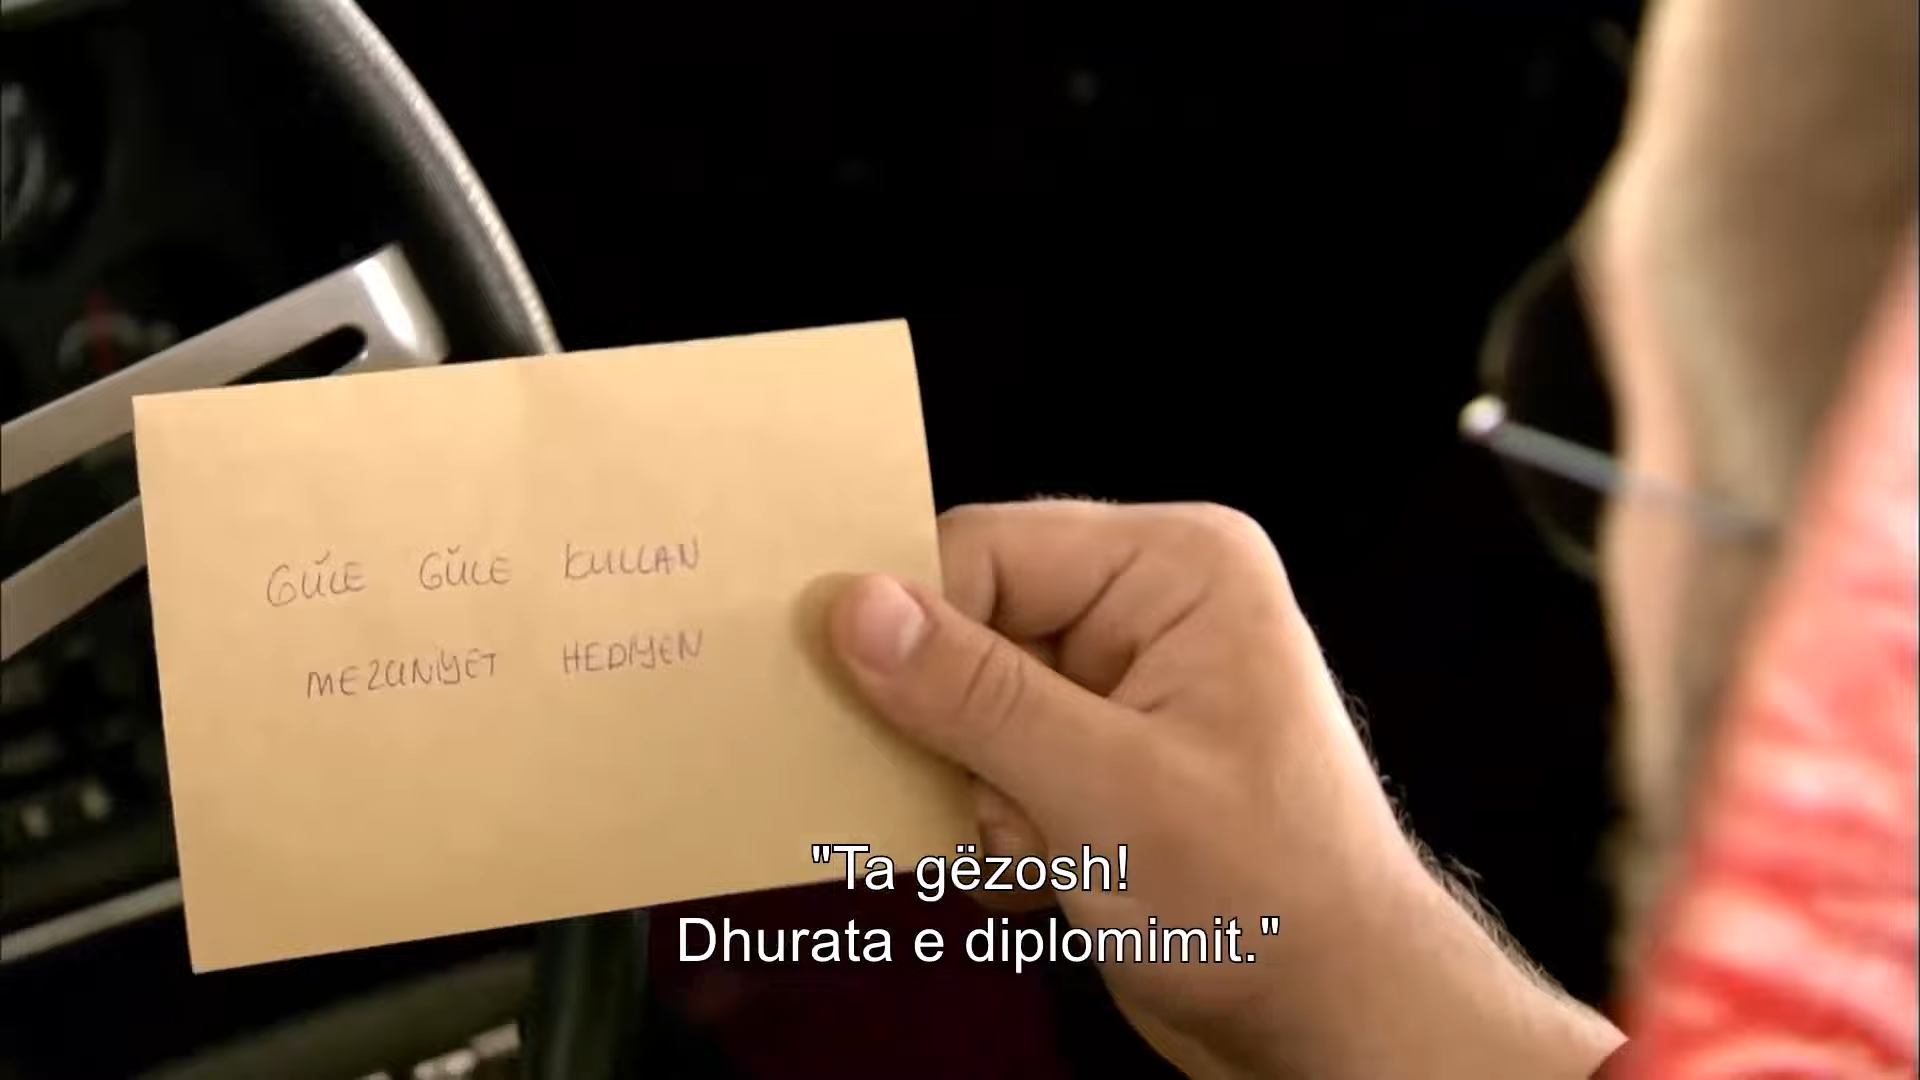 GÜLE GÜLE KULLAN
MEZUNİYET HEDİYEN
"Ta gëzosh!
Dhurata e diplomimit."